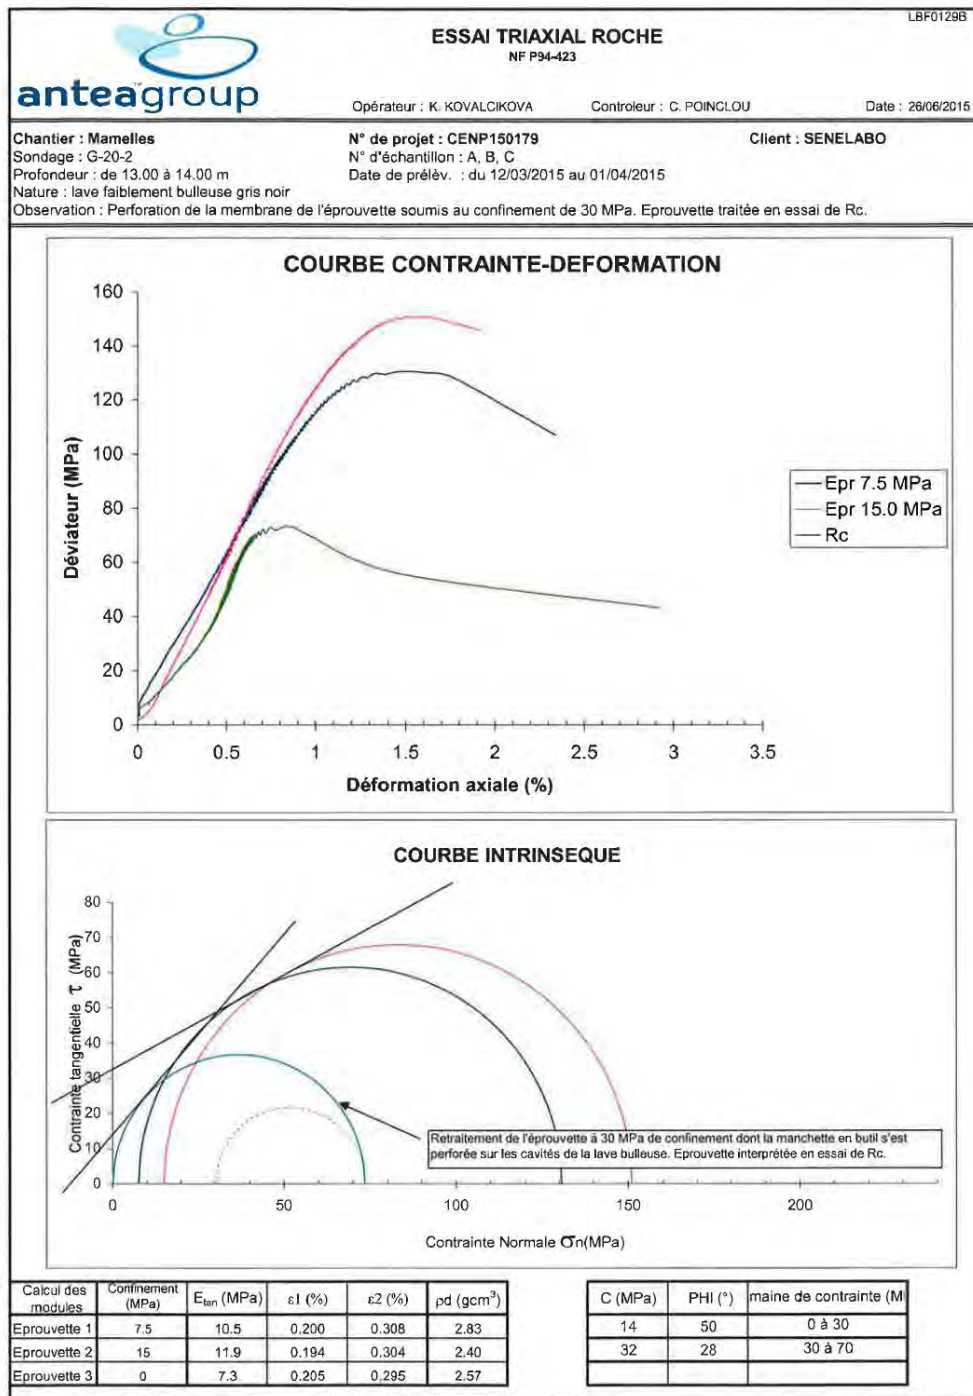 LBF0129B
anteagroup
ESSAI TRIAXIAL ROCHE
NF P94-423
Opérateur : K. KOVALCIKOVA Controleur : C. POINCLOU Date : 26/06/2015
Chantier : Mamelles N° de projet : CENP150179 Client : SENELABO
Sondage : G-20-2 N° d'échantillon : A, B, C
Profondeur : de 13.00 à 14.00 m Date de prélèv. : du 12/03/2015 au 01/04/2015
Nature : lave faiblement bulleuse gris noir
Observation : Perforation de la membrane de l'éprouvette soumis au confinement de 30 MPa. Eprouvette traitée en essai de Rc.
COURBE CONTRAINTE-DEFORMATION
160
140
120
100
80
60
40
20
0
Déviateur (MPa)
0 0.5 1 1.5 2 2.5 3 3.5
Déformation axiale (%)
Epr 7.5 MPa
Epr 15.0 MPa
Rc
COURBE INTRINSEQUE
80
70
60
50
40
30
20
10
0
Contrainte tangentielle τ (MPa)
0 50 100 150 200
Contrainte Normale σn(MPa)
Retraitement de l'éprouvette à 30 MPa de confinement dont la manchette en butil s'est
perforée sur les cavités de la lave bulleuse. Eprouvette interprétée en essai de Rc.
Calcul des modules Confinement (MPa) Etan (MPa) ε1 (%) ε2 (%) ρd (gcm³)
Eprouvette 1 7.5 10.5 0.200 0.308 2.83
Eprouvette 2 15 11.9 0.194 0.304 2.40
Eprouvette 3 0 7.3 0.205 0.295 2.57
C (MPa) PHI (°) maine de contrainte (M
14 50 0 à 30
32 28 30 à 70